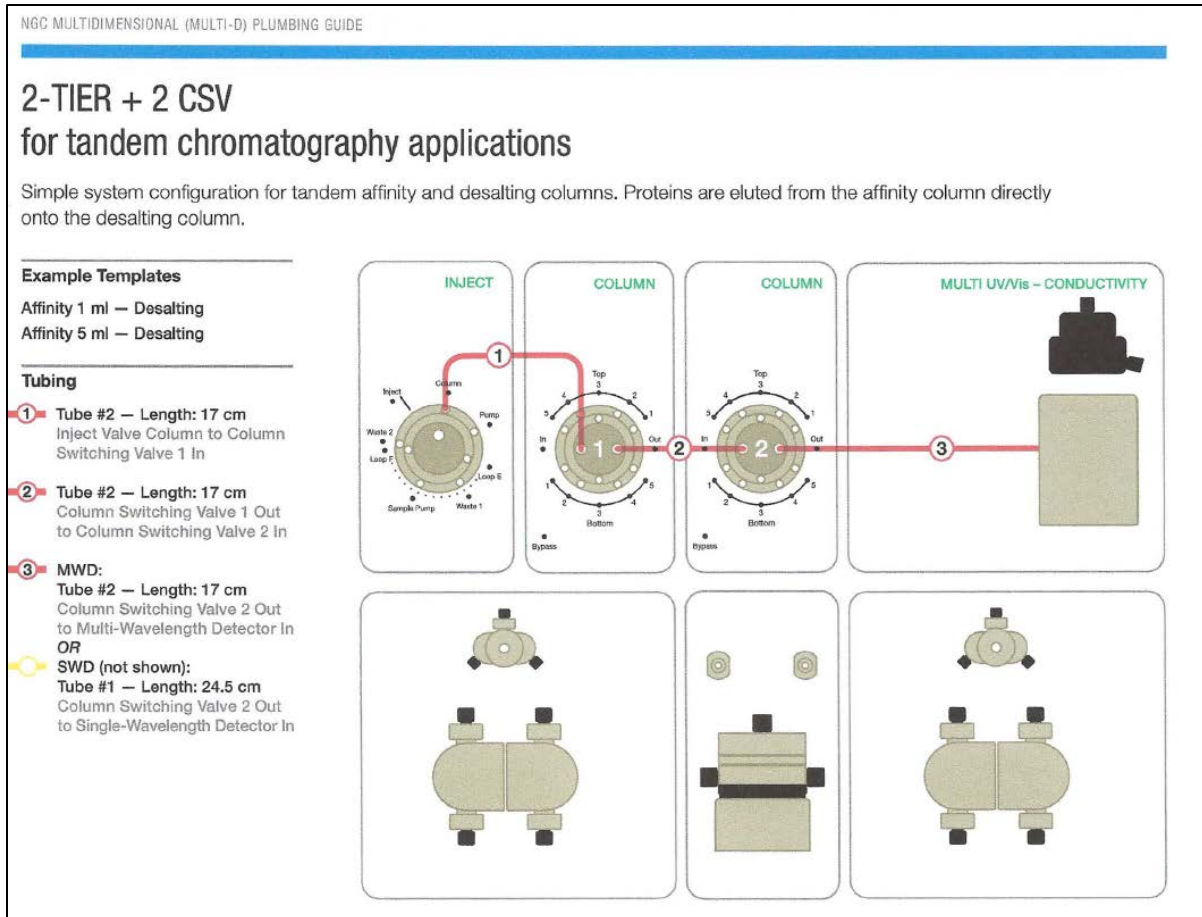 NGC MULTIDIMENSIONAL (MULTI-D) PLUMBING GUIDE
2-TIER + 2 CSV
for tandem chromatography applications
Simple system configuration for tandem affinity and desalting columns. Proteins are eluted from the affinity column directly
onto the desalting column.
Example Templates
Affinity 1 ml — Desalting
Affinity 5 ml — Desalting
Tubing
1 Tube #2 — Length: 17 cm
Inject Valve Column to Column
Switching Valve 1 In
2 Tube #2 — Length: 17 cm
Column Switching Valve 1 Out
to Column Switching Valve 2 In
3 MWD:
Tube #2 — Length: 17 cm
Column Switching Valve 2 Out
to Multi-Wavelength Detector In
OR
SWD (not shown):
Tube #1 — Length: 24.5 cm
Column Switching Valve 2 Out
to Single-Wavelength Detector In
INJECT
1
Column
Inject
Pump
Waste 2
Loop F
Loop E
Sample Pump
Waste 1
COLUMN
Top
3
4 2
5 1
In 1 Out
1 5
2 4
3
Bottom
Bypass
2
COLUMN
Top
3
4 2
5 1
In 2 Out
1 5
2 4
3
Bottom
Bypass
MULTI UV/Vis – CONDUCTIVITY
3